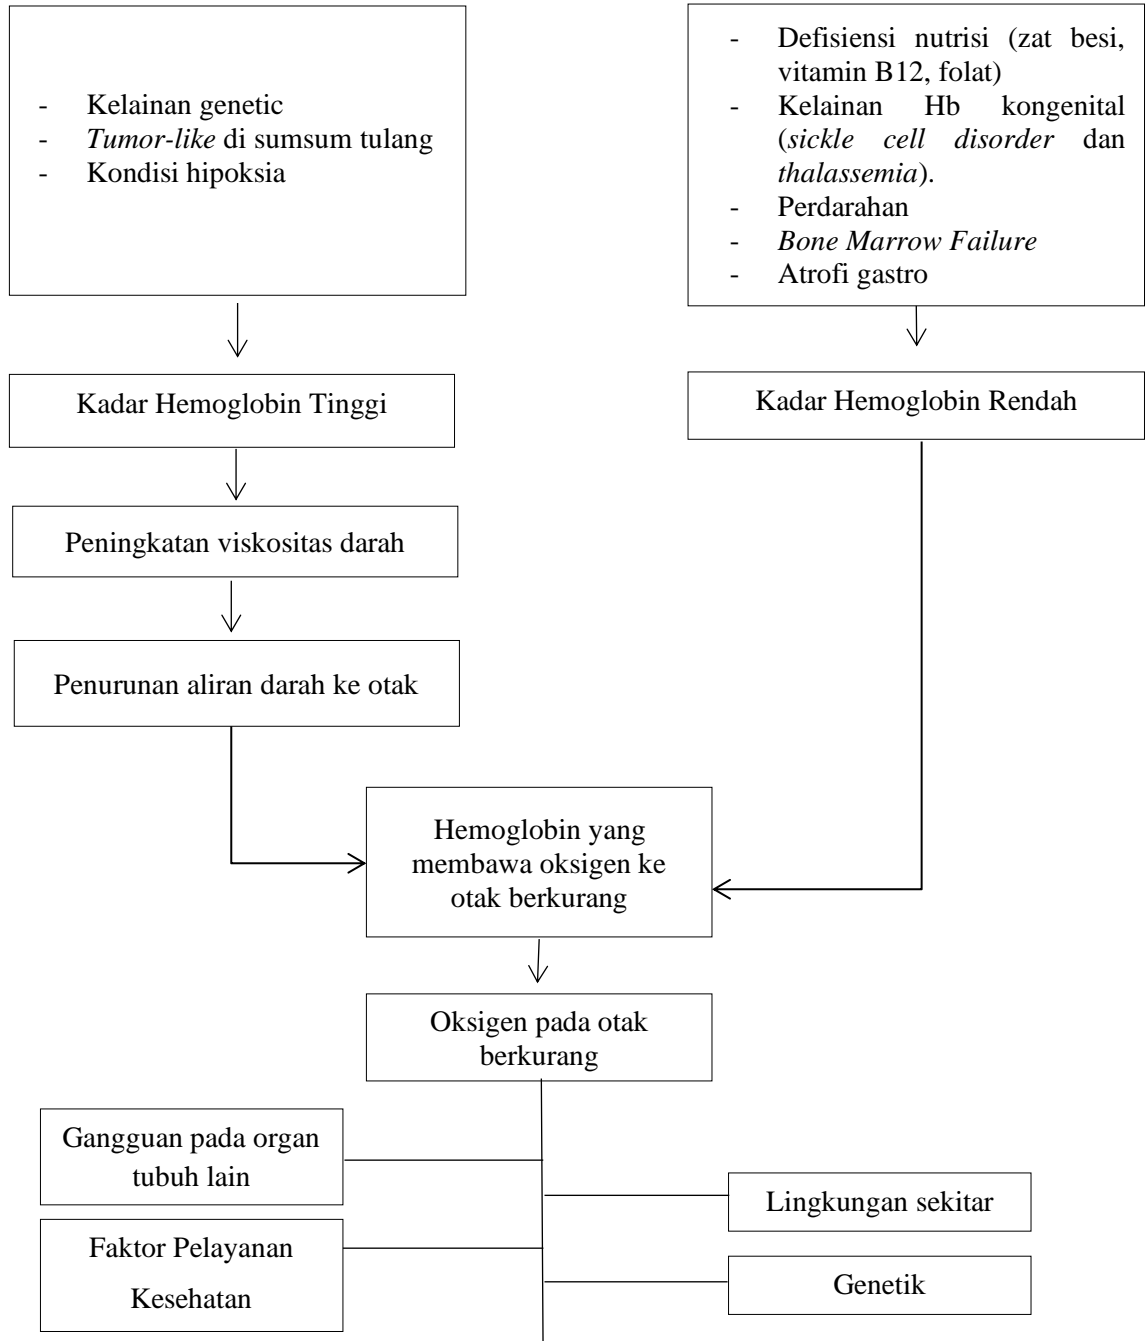 - Kelainan genetic
- Tumor-like di sumsum tulang
- Kondisi hipoksia
- Defisiensi nutrisi (zat besi,
vitamin B12, folat)
- Kelainan Hb kongenital
(sickle cell disorder dan
thalassemia).
- Perdarahan
- Bone Marrow Failure
- Atrofi gastro
Kadar Hemoglobin Tinggi
Kadar Hemoglobin Rendah
Peningkatan viskositas darah
Penurunan aliran darah ke otak
Hemoglobin yang
membawa oksigen ke
otak berkurang
Oksigen pada otak
berkurang
Gangguan pada organ
tubuh lain
Lingkungan sekitar
Faktor Pelayanan
Kesehatan
Genetik